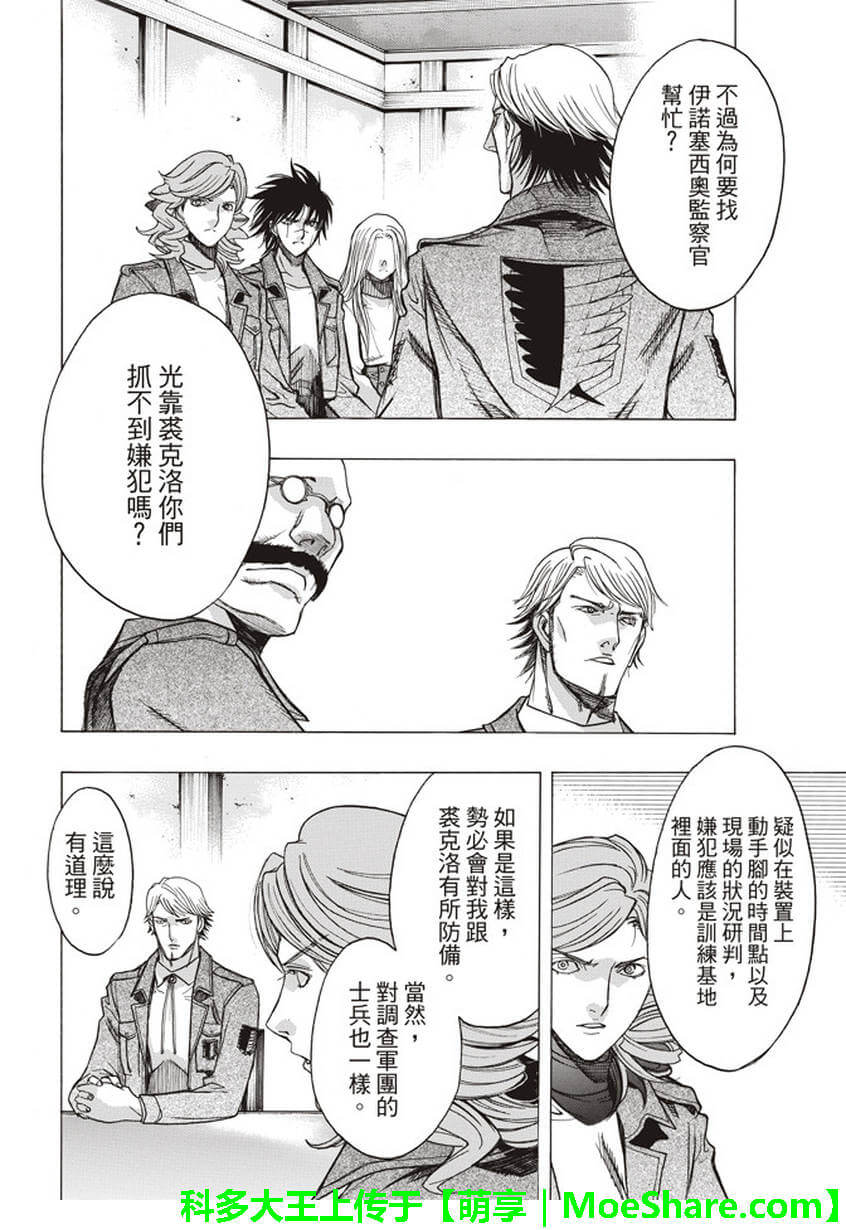 不過為何要找
伊諾塞西奧監察官
幫忙？
光靠裘克洛你們
抓不到嫌犯嗎？
疑似在裝置上
動手腳的時間點以及
現場的狀況研判，
嫌犯應該是訓練基地
裡面的人。
如果是這樣，
勢必會對我跟
裘克洛有所防備。
當然，
對調查軍團的
士兵也一樣。
這麼說
有道理。
科多大王上传于【萌享｜MoeShare.com】